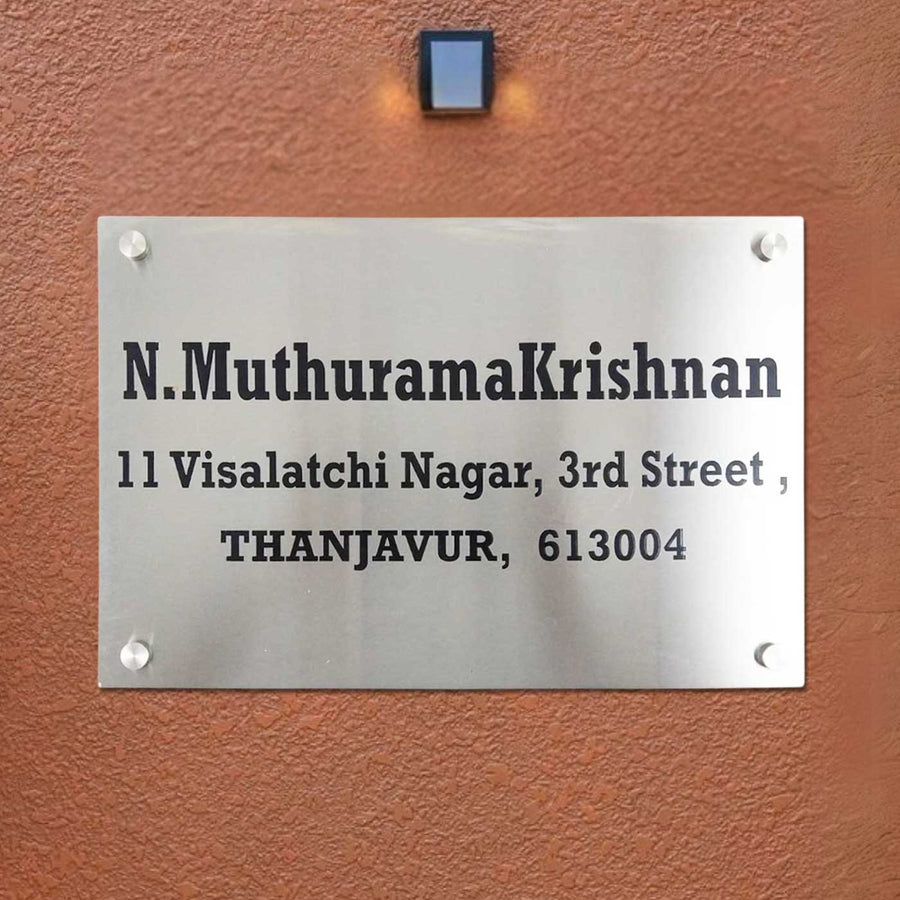 N.MuthuramaKrishnan
11 Visalatchi Nagar, 3rd Street ,
THANJAVUR, 613004